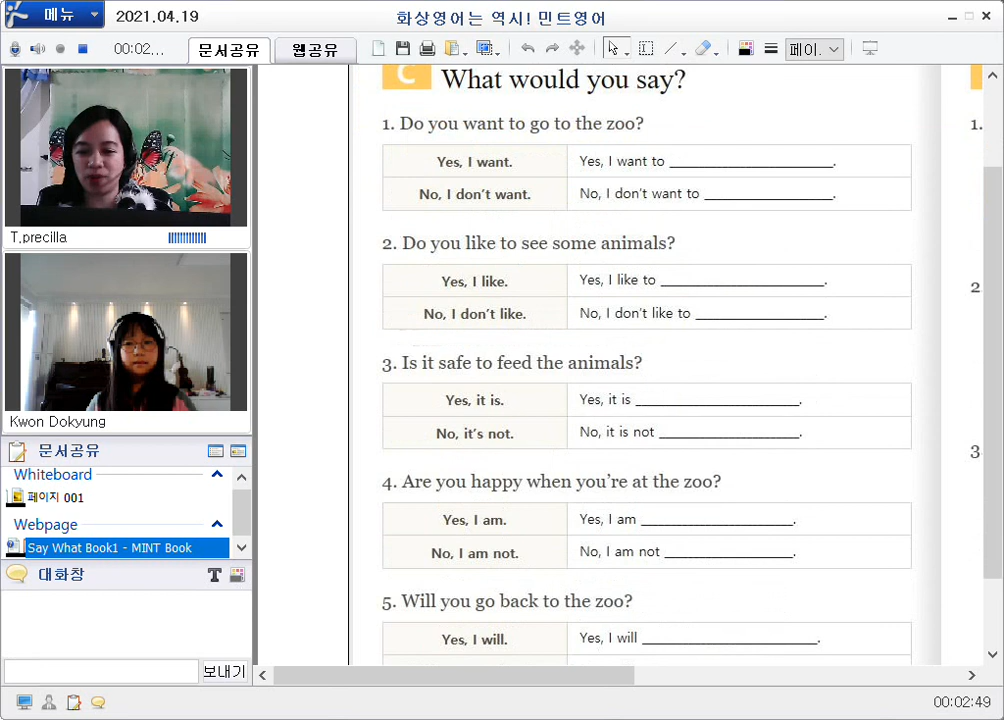 메뉴 2021.04.19 화상영어는 역시! 민트영어
00:02... 문서공유 웹공유 페이.
T.precilla
Kwon Dokyung
문서공유
Whiteboard
페이지 001
Webpage
Say What Book1 - MINT Book
대화창
보내기
C What would you say?
1. Do you want to go to the zoo?
Yes, I want. Yes, I want to ____________________.
No, I don't want. No, I don't want to ________________.
2. Do you like to see some animals?
Yes, I like. Yes, I like to ____________________.
No, I don't like. No, I don't like to ________________.
3. Is it safe to feed the animals?
Yes, it is. Yes, it is ____________________.
No, it's not. No, it is not _________________.
4. Are you happy when you're at the zoo?
Yes, I am. Yes, I am ___________________.
No, I am not. No, I am not ________________.
5. Will you go back to the zoo?
Yes, I will. Yes, I will ______________________.
1.
2
3
00:02:49